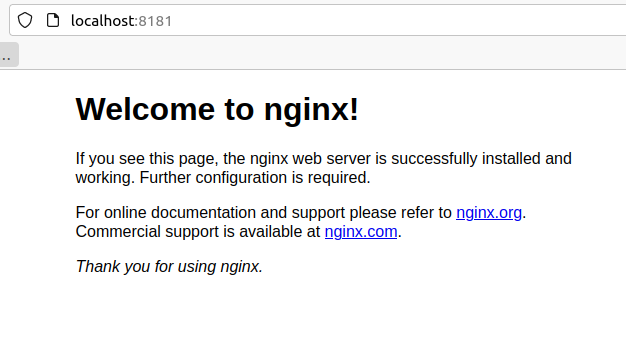 localhost:8181
..
Welcome to nginx!
If you see this page, the nginx web server is successfully installed and
working. Further configuration is required.
For online documentation and support please refer to nginx.org.
Commercial support is available at nginx.com.
Thank you for using nginx.